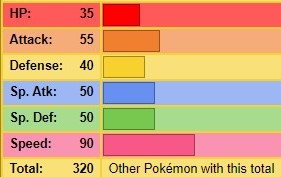 HP: 35
Attack: 55
Defense: 40
Sp. Atk: 50
Sp. Def: 50
Speed: 90
Total: 320 Other Pokémon with this total